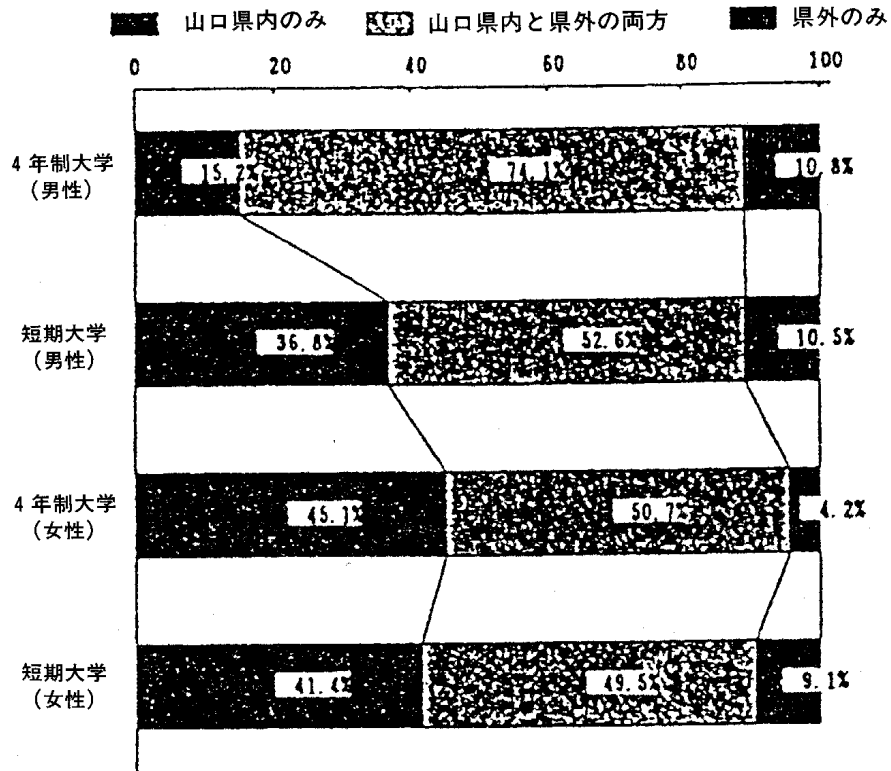 山口県内のみ 山口県内と県外の両方 県外のみ
0 20 40 60 80 100
4年制大学
(男性)
15.2% 74.1% 10.8%
短期大学
(男性)
36.8% 52.6% 10.5%
4年制大学
(女性)
45.1% 50.7% 4.2%
短期大学
(女性)
41.4% 49.5% 9.1%